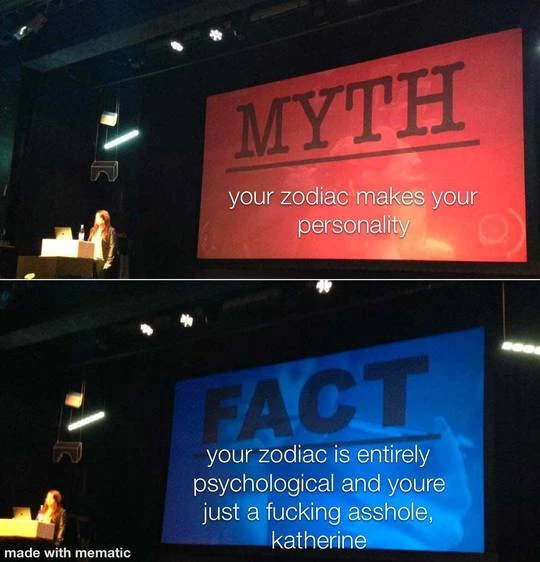 MYTH
your zodiac makes your
personality
FACT
your zodiac is entirely
psychological and youre
just a fucking asshole,
katherine
made with mematic